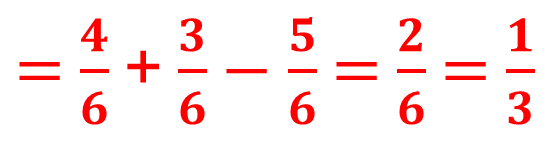 = 4/6 + 3/6 − 5/6 = 2/6 = 1/3